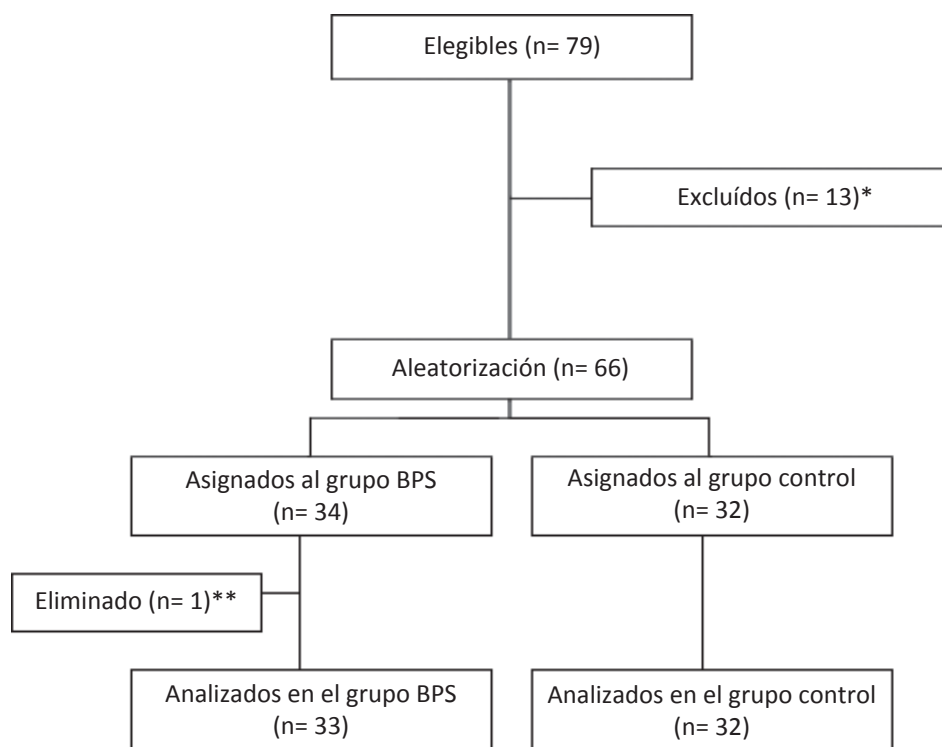 Elegibles (n= 79)
Excluídos (n= 13)*
Aleatorización (n= 66)
Asignados al grupo BPS
(n= 34)
Asignados al grupo control
(n= 32)
Eliminado (n= 1)**
Analizados en el grupo BPS
(n= 33)
Analizados en el grupo control
(n= 32)